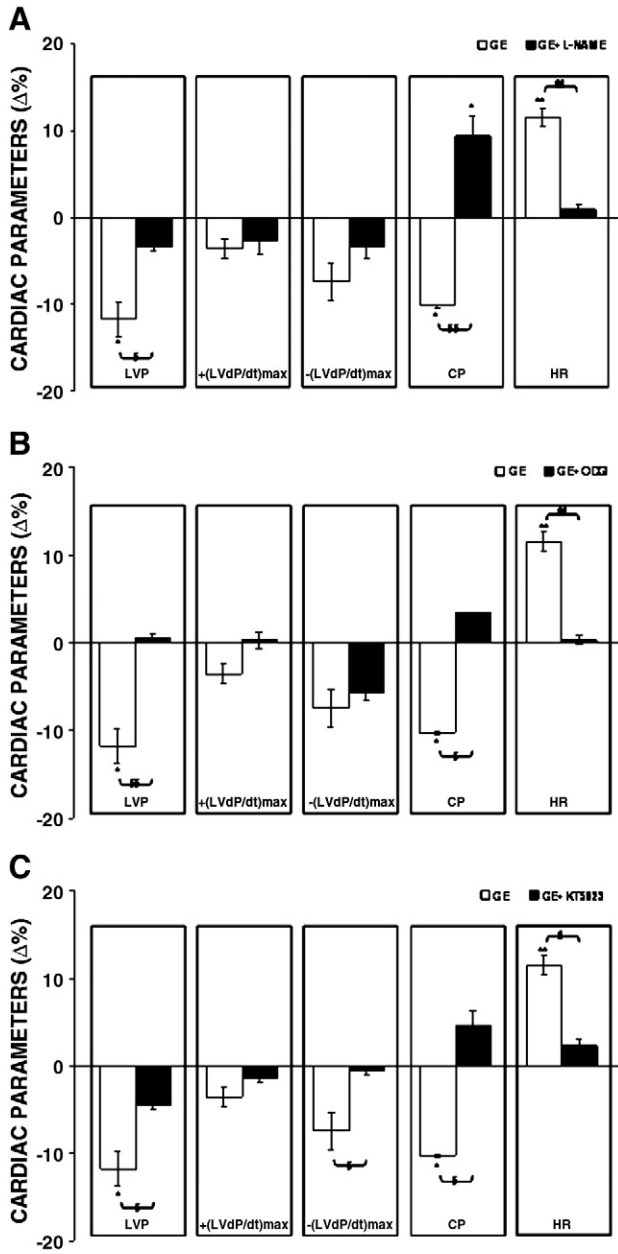 A
20
GE GE+ L-NAME
10
0
-10
-20
CARDIAC PARAMETERS (Δ%)
LVP +(LVdP/dt)max -(LVdP/dt)max CP HR
B
20
GE GE+ODQ
10
0
-10
-20
CARDIAC PARAMETERS (Δ%)
LVP +(LVdP/dt)max -(LVdP/dt)max CP HR
C
20
GE GE+ KT5823
10
0
-10
-20
CARDIAC PARAMETERS (Δ%)
LVP +(LVdP/dt)max -(LVdP/dt)max CP HR